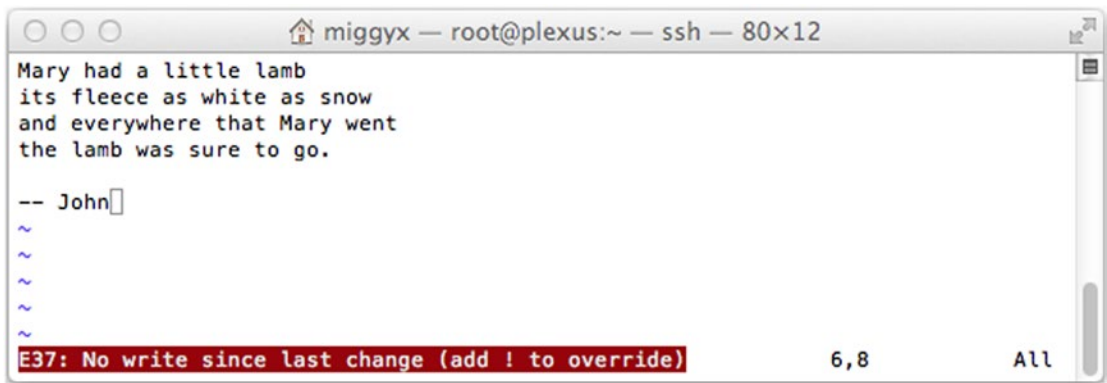 miggyx — root@plexus:~ — ssh — 80×12
Mary had a little lamb
its fleece as white as snow
and everywhere that Mary went
the lamb was sure to go.
-- John
~
~
~
~
~
E37: No write since last change (add ! to override) 6,8 All